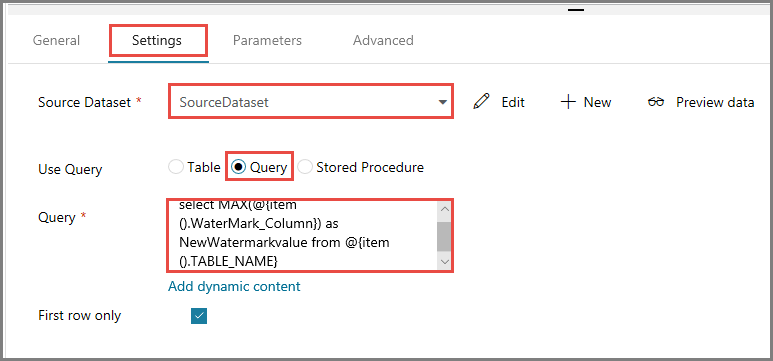 General Settings Parameters Advanced
Source Dataset * SourceDataset Edit New Preview data
Use Query Table Query Stored Procedure
Query * select MAX(@{item
().WaterMark_Column}) as
NewWatermarkvalue from @{item
().TABLE_NAME}
Add dynamic content
First row only